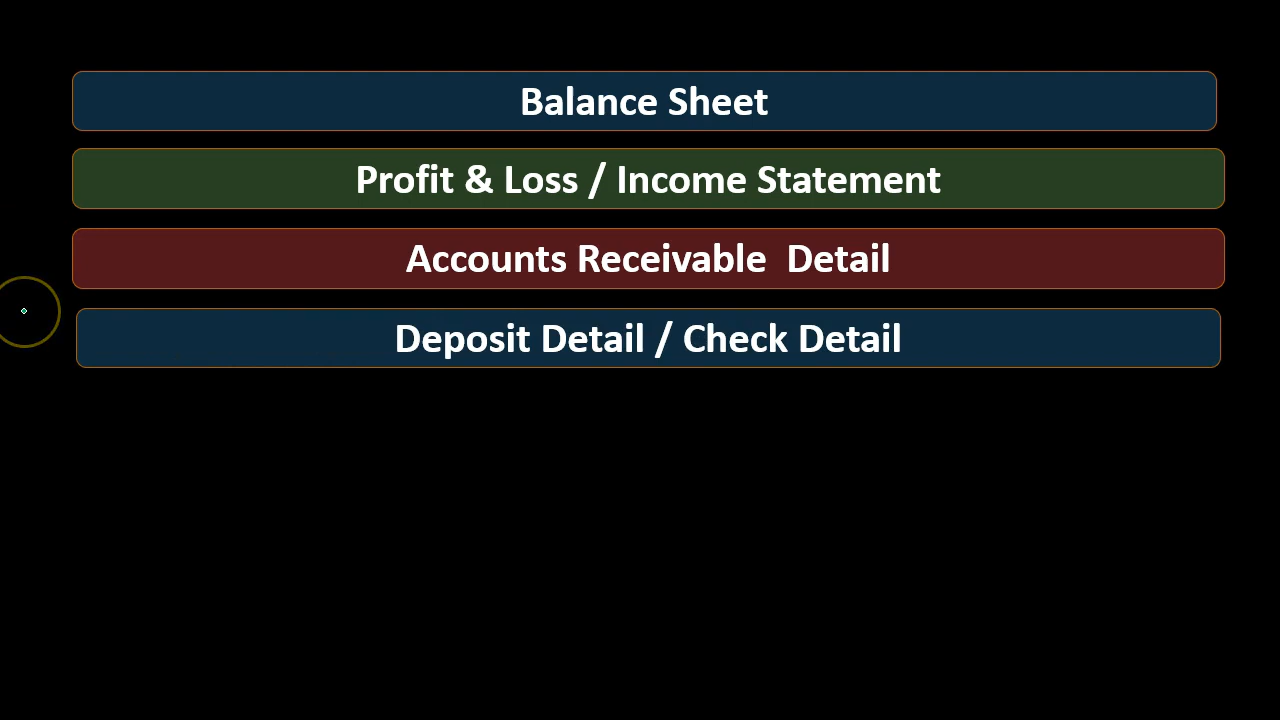 Balance Sheet
Profit & Loss / Income Statement
Accounts Receivable  Detail
Deposit Detail / Check Detail